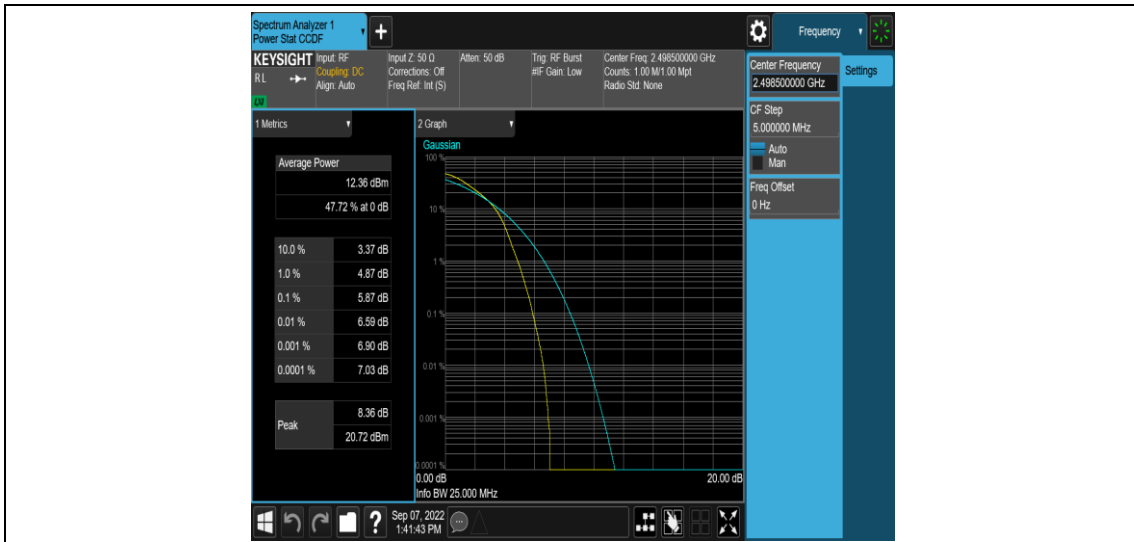 Spectrum Analyzer 1
Power Stat CCDF
+
Frequency
KEYSIGHT
RL
LM
Input: RF
Coupling: DC
Align: Auto
Input Z: 50 Ω
Corrections: Off
Freq Ref: Int (S)
Atten: 50 dB
Trig: RF Burst
#IF Gain: Low
Center Freq: 2.498500000 GHz
Counts: 1.00 M/1.00 Mpt
Radio Std: None
Center Frequency
2.498500000 GHz
Settings
CF Step
5.000000 MHz
Auto
Man
Freq Offset
0 Hz
1 Metrics
Average Power
12.36 dBm
47.72 % at 0 dB
10.0 % 3.37 dB
1.0 % 4.87 dB
0.1 % 5.87 dB
0.01 % 6.59 dB
0.001 % 6.90 dB
0.0001 % 7.03 dB
Peak 8.36 dB
20.72 dBm
2 Graph
Gaussian
100 %
10 %
1 %
0.1 %
0.01 %
0.001 %
0.0001 %
0.00 dB 20.00 dB
Info BW 25.000 MHz
?
Sep 07, 2022
1:41:43 PM